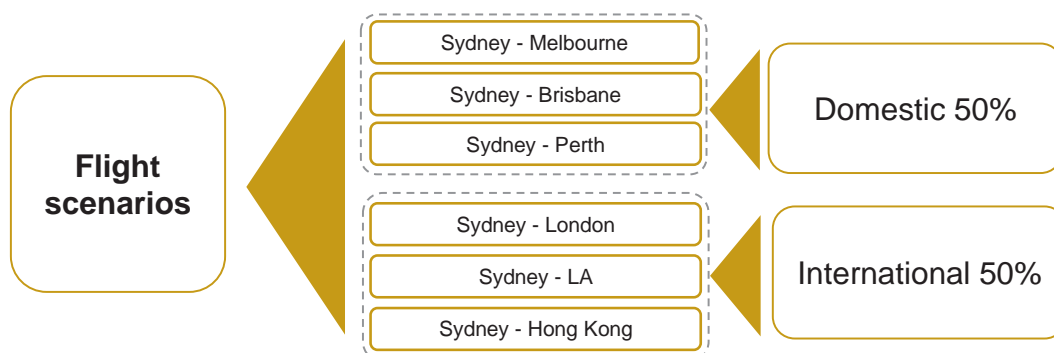 Flight
scenarios
Sydney - Melbourne
Sydney - Brisbane
Sydney - Perth
Domestic 50%
Sydney - London
Sydney - LA
Sydney - Hong Kong
International 50%